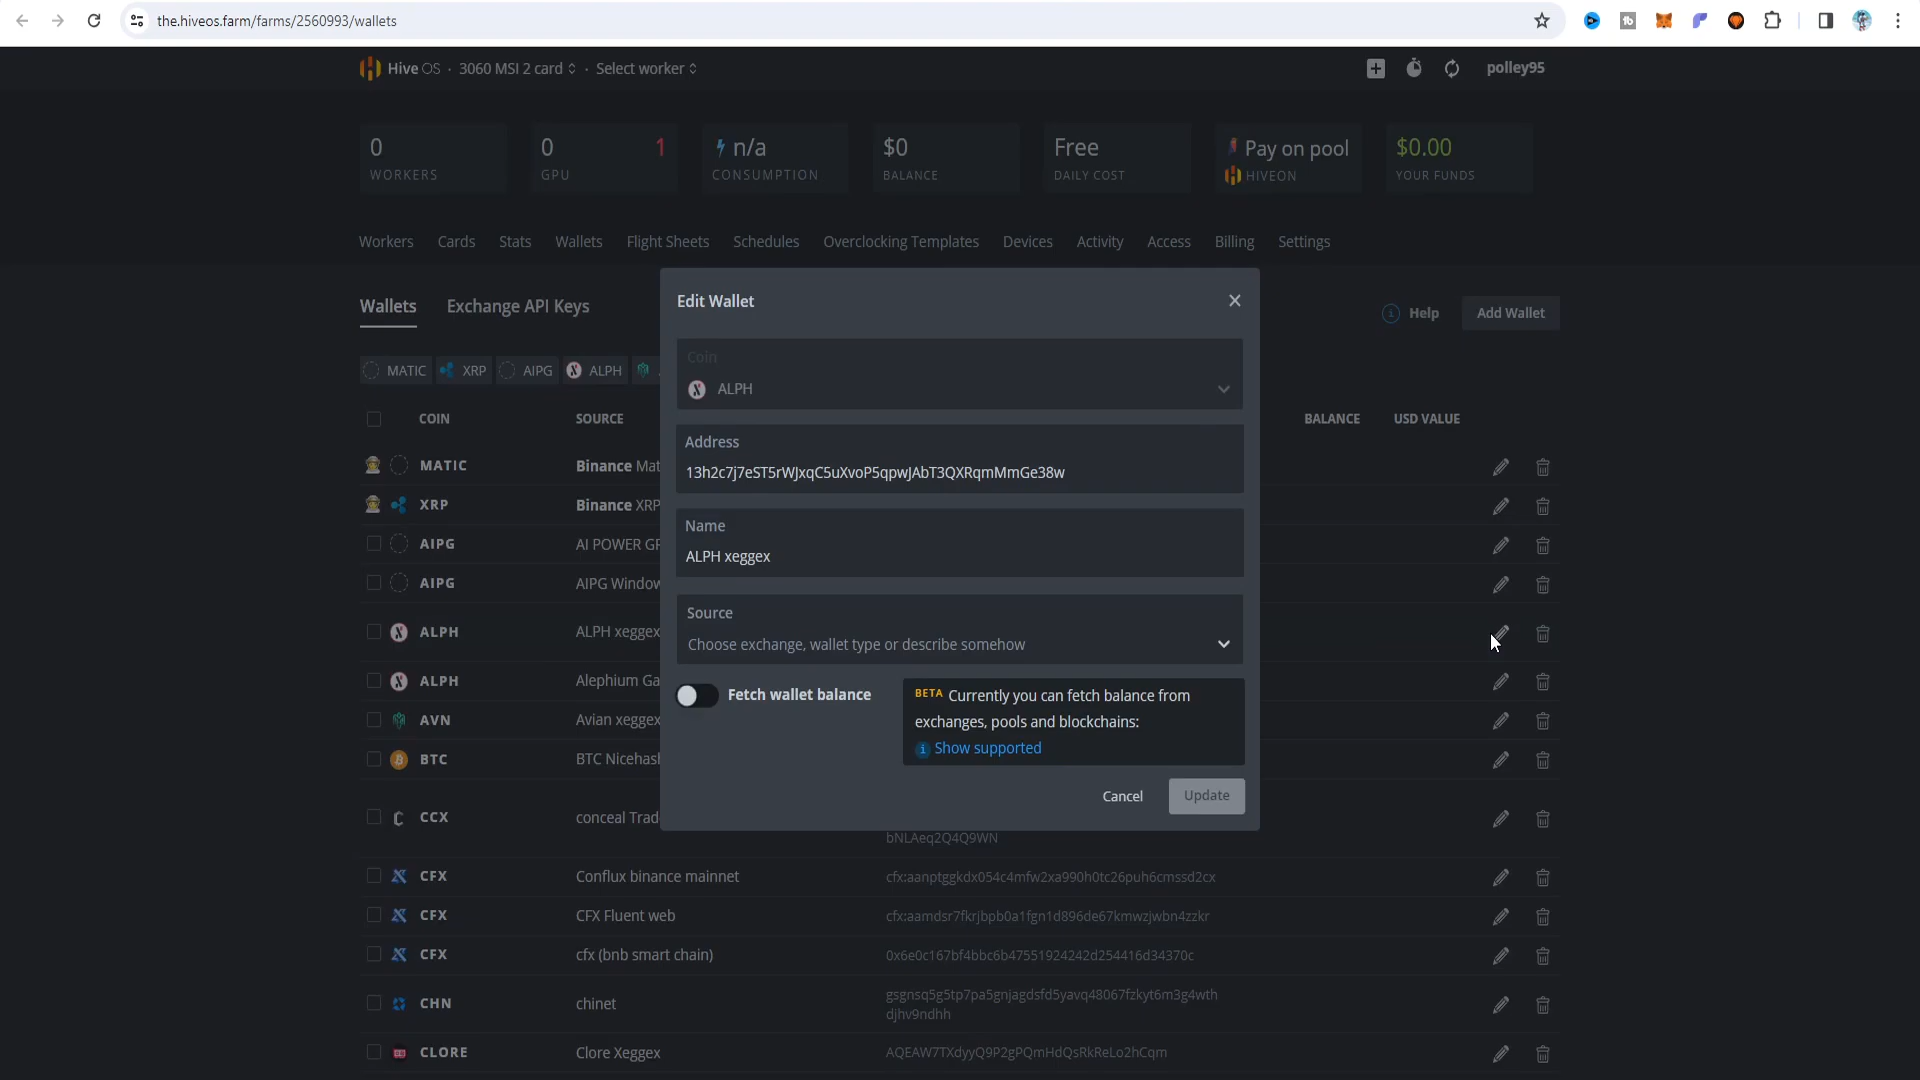 the.hiveos.farm/farms/2560993/wallets
Hive OS · 3060 MSI 2 card · Select worker
polley95
0
WORKERS
0 1
GPU
n/a
CONSUMPTION
$0
BALANCE
Free
DAILY COST
Pay on pool
HIVEON
$0.00
YOUR FUNDS
Workers Cards Stats Wallets Flight Sheets Schedules Overclocking Templates Devices Activity Access Billing Settings
Wallets Exchange API Keys
Help Add Wallet
MATIC XRP AIPG ALPH
COIN SOURCE BALANCE USD VALUE
MATIC Binance Mat
XRP Binance XRP
AIPG AI POWER GR
AIPG AIPG Window
ALPH ALPH xeggex
ALPH Alephium Ga
AVN Avian xeggex
BTC BTC Nicehash
CCX conceal Trad
bNLAeq2Q4Q9WN
CFX Conflux binance mainnet cfx:aanptggkdx054c4mfw2xa990h0tc26puh6cmssd2cx
CFX CFX Fluent web cfx:aamdsr7fkrjbpb0a1fgn1d896de67kmwzjwbn4zzkr
CFX cfx (bnb smart chain) 0x6e0c167bf4bbc6b47551924242d254416d34370c
CHN chinet gsgnsq5g5tp7pa5gnjagdsfd5yavq48067fzkyt6m3g4wth
djhv9ndhh
CLORE Clore Xeggex AQEAW7TXdyyQ9P2gPQmHdQsRkReLo2hCqm
Edit Wallet
Coin
ALPH
Address
13h2c7j7eST5rWJxqC5uXvoP5qpwJAbT3QXRqmMmGe38w
Name
ALPH xeggex
Source
Choose exchange, wallet type or describe somehow
Fetch wallet balance
BETA Currently you can fetch balance from
exchanges, pools and blockchains:
Show supported
Cancel Update